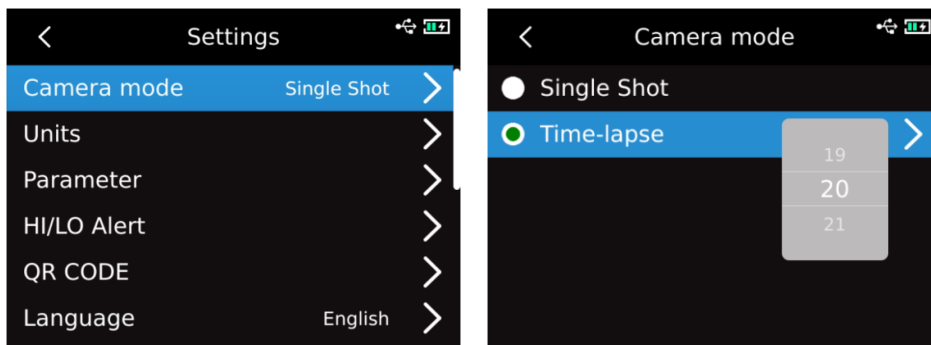 Settings
Camera mode Single Shot
Units
Parameter
HI/LO Alert
QR CODE
Language English
Camera mode
Single Shot
Time-lapse
19
20
21